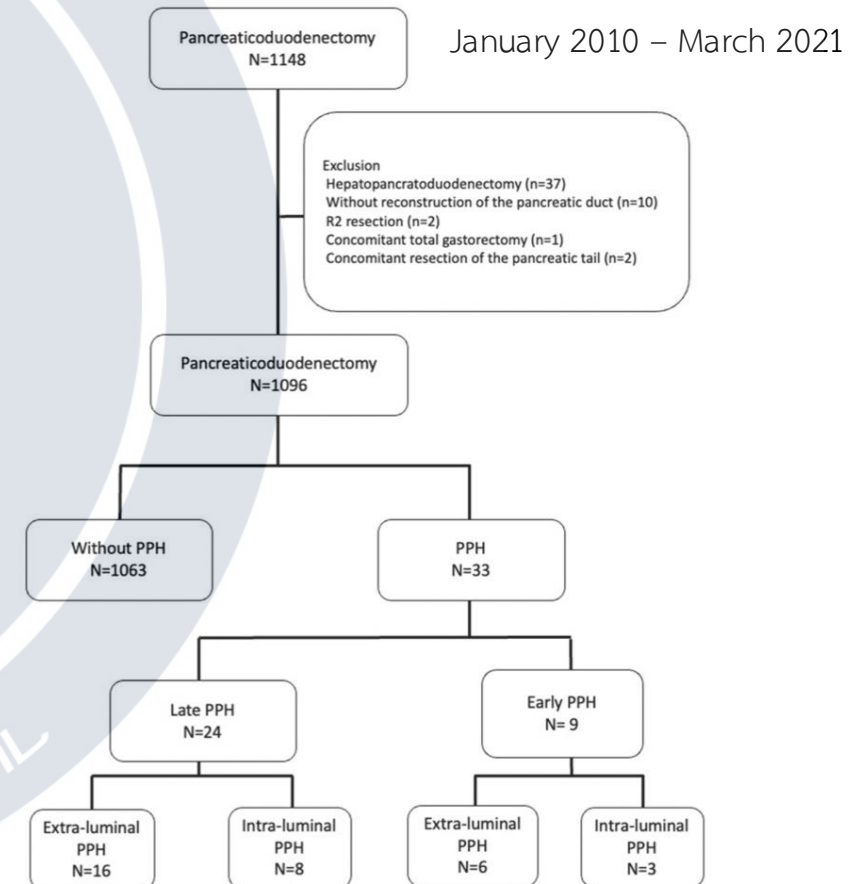 January 2010 – March 2021
Pancreaticoduodenectomy
N=1148
Exclusion
Hepatopancratoduodenectomy (n=37)
Without reconstruction of the pancreatic duct (n=10)
R2 resection (n=2)
Concomitant total gastorectomy (n=1)
Concomitant resection of the pancreatic tail (n=2)
Pancreaticoduodenectomy
N=1096
Without PPH
N=1063
PPH
N=33
Late PPH
N=24
Early PPH
N= 9
Extra-luminal
PPH
N=16
Intra-luminal
PPH
N=8
Extra-luminal
PPH
N=6
Intra-luminal
PPH
N=3